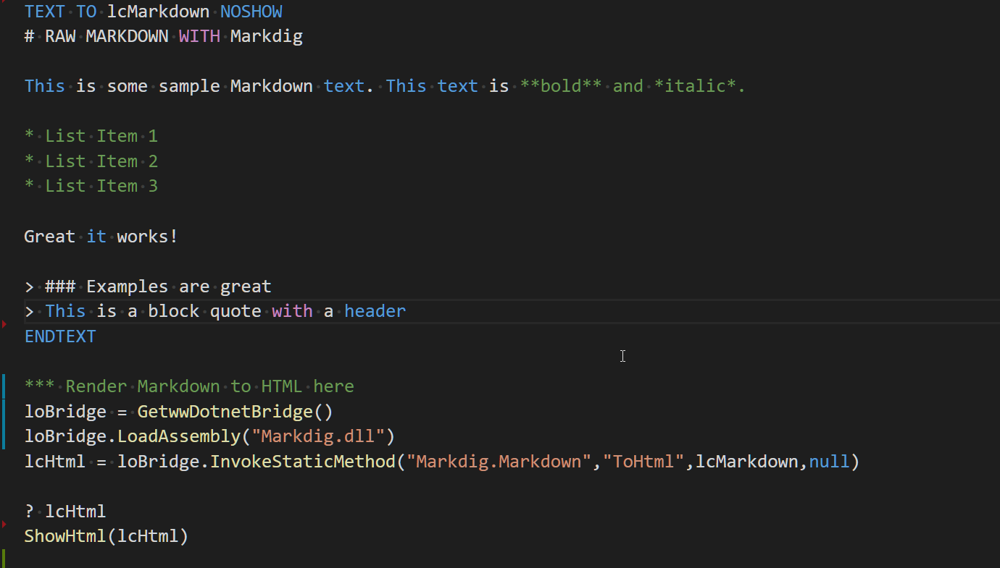 TEXT TO lcMarkdown NOSHOW
# RAW MARKDOWN WITH Markdig
This is some sample Markdown text. This text is **bold** and *italic*.
* List Item 1
* List Item 2
* List Item 3
Great it works!
> ### Examples are great
> This is a block quote with a header
ENDTEXT
*** Render Markdown to HTML here
loBridge = GetwwDotnetBridge()
loBridge.LoadAssembly("Markdig.dll")
lcHtml = loBridge.InvokeStaticMethod("Markdig.Markdown","ToHtml",lcMarkdown,null)
? lcHtml
ShowHtml(lcHtml)